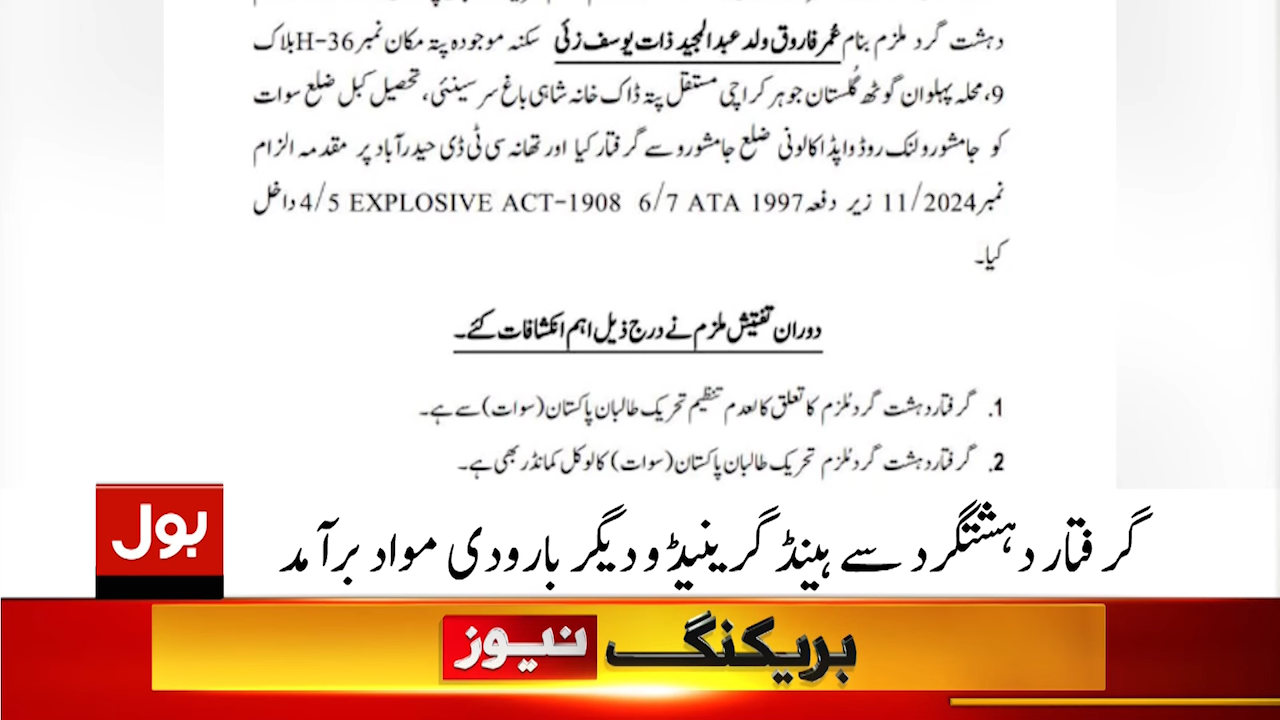 دہشت گرد ملزم بنام عمر فاروق ولد عبدالمجید ذات یوسف زئی سکنہ موجودہ پتہ مکان نمبر H-36 بلاک
9، محلہ پہلوان گوٹھ گلستان جوہر کراچی مستقل پتہ ڈاک خانہ شاہی باغ سر سینئی، تحصیل کبل ضلع سوات
کو جامشورو لنک روڈ واپڈا کالونی ضلع جامشورو سے گرفتار کیا اور تھانہ سی ٹی ڈی حیدرآباد پر مقدمہ الزام
نمبر 11/2024 زیر دفعہ 4/5 EXPLOSIVE ACT-1908 6/7 ATA 1997 داخل
کیا۔
دوران تفتیش ملزم نے درج ذیل اہم انکشافات کئے۔
1. گرفتار دہشت گرد مُلزم کا تعلق کالعدم تنظیم تحریک طالبان پاکستان (سوات) سے ہے۔
2. گرفتار دہشت گرد مُلزم تحریک طالبان پاکستان (سوات) کا لوکل کمانڈر بھی ہے۔
بول
گرفتار دہشتگرد سے ہینڈ گرینیڈ و دیگر بارودی مواد برآمد
بریکنگ نیوز